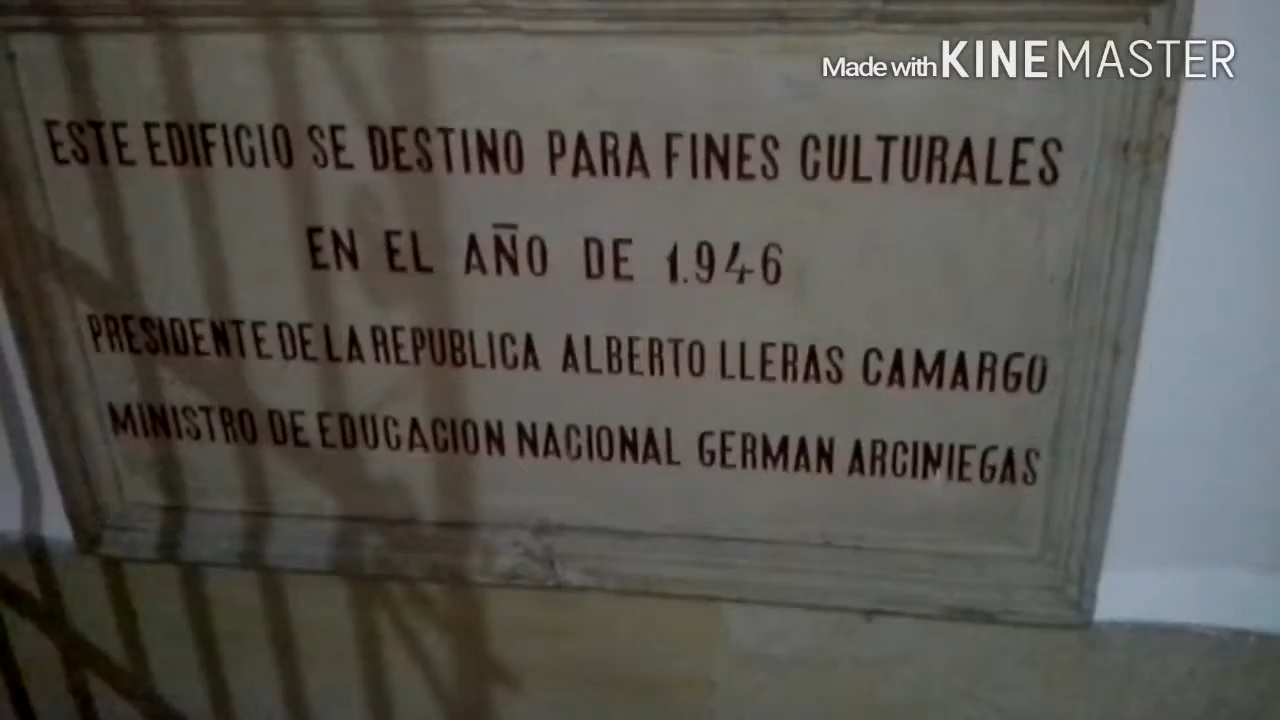 Made with KINEMASTER
ESTE EDIFICIO SE DESTINO PARA FINES CULTURALES
EN EL AÑO DE 1.946
PRESIDENTE DE LA REPUBLICA ALBERTO LLERAS CAMARGO
MINISTRO DE EDUCACION NACIONAL GERMAN ARCINIEGAS